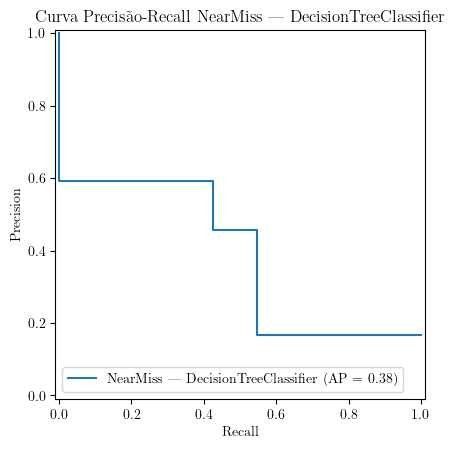 Curva Precisão-Recall NearMiss — DecisionTreeClassifier
1.0
0.8
0.6
0.4
0.2
0.0
Precision
NearMiss — DecisionTreeClassifier (AP = 0.38)
0.0 0.2 0.4 0.6 0.8 1.0
Recall